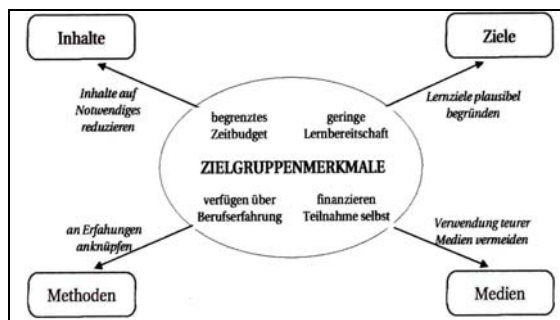 Inhalte
Ziele
Inhalte auf
Notwendiges
reduzieren
Lernziele plausibel
begründen
begrenztes
Zeitbudget
geringe
Lernbereitschaft
ZIELGRUPPENMERKMALE
verfügen über
Berufserfahrung
finanzieren
Teilnahme selbst
an Erfahungen
anknüpfen
Verwendung teurer
Medien vermeiden
Methoden
Medien